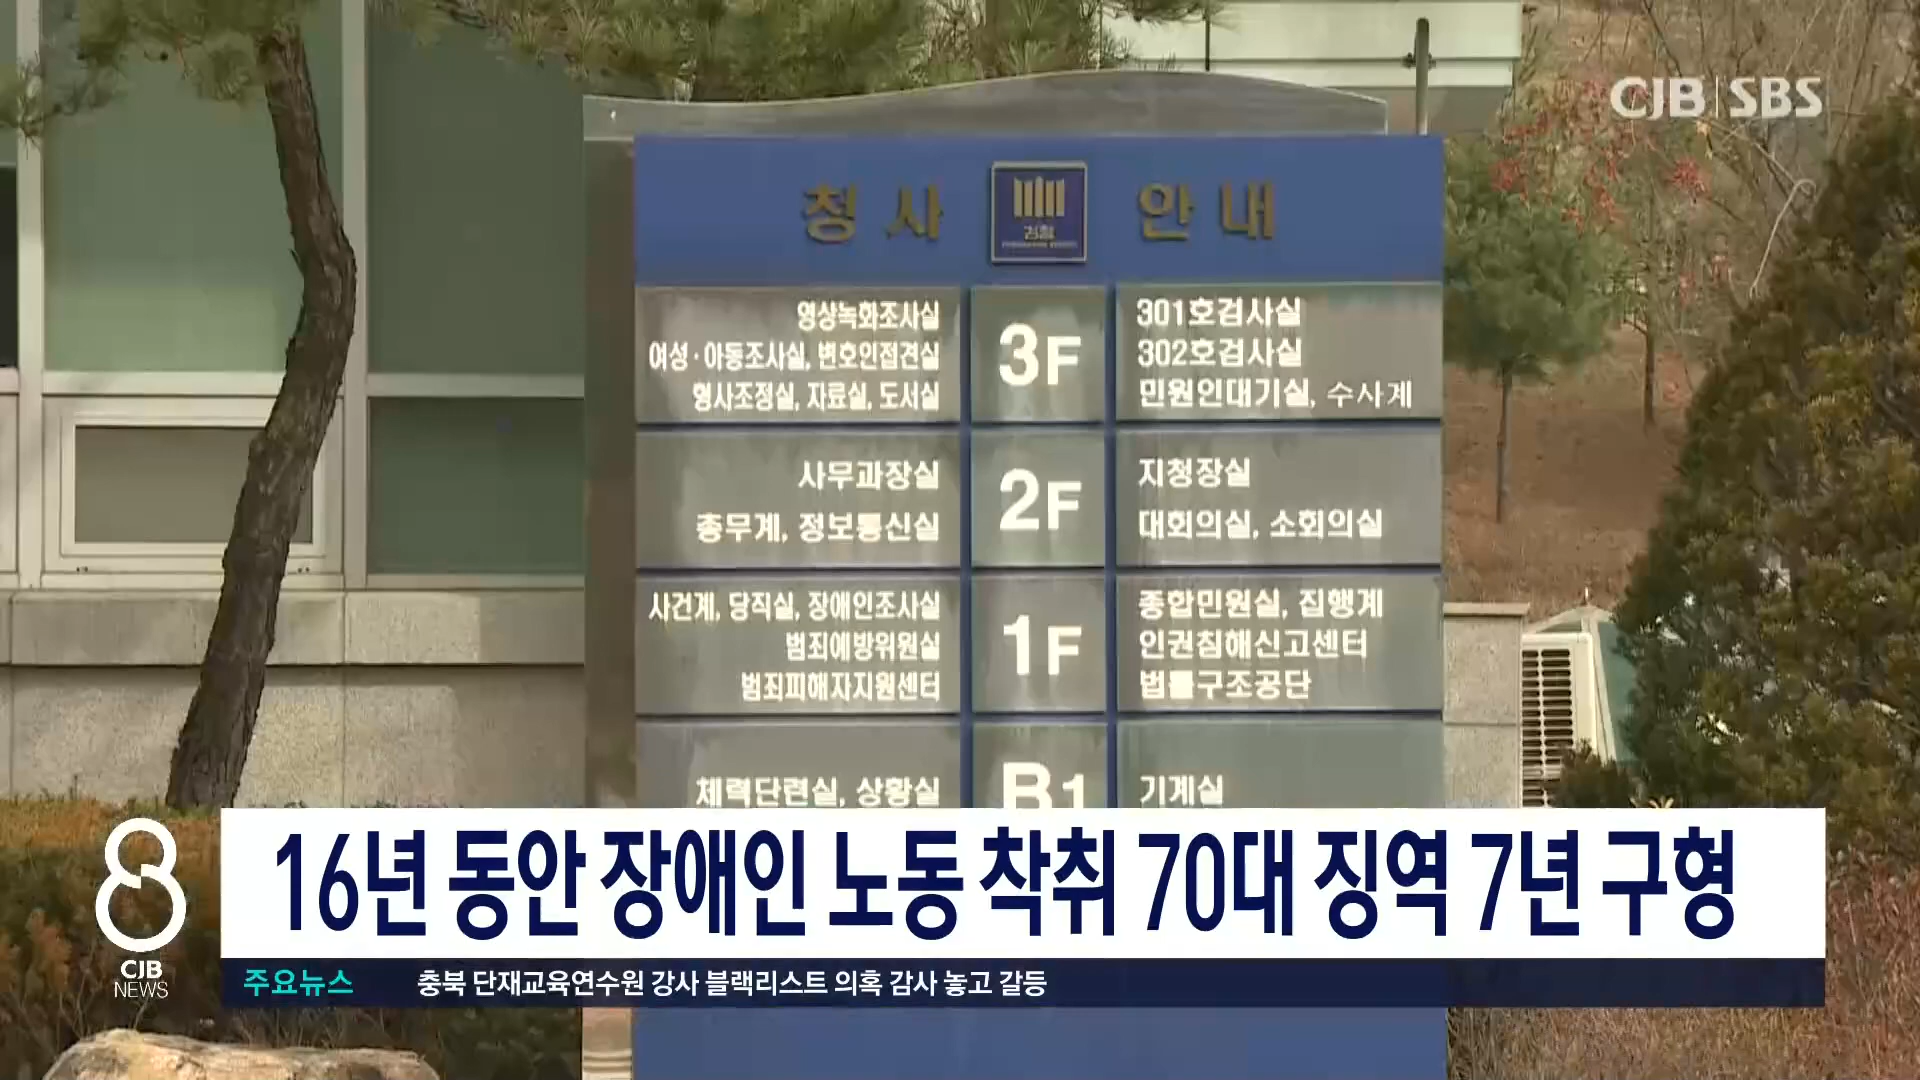 CJB SBS
청사 검찰 안내
영상녹화조사실
여성·아동조사실, 변호인접견실
형사조정실, 자료실, 도서실
3F
301호검사실
302호검사실
민원인대기실, 수사계
사무과장실
총무계, 정보통신실
2F
지청장실
대회의실, 소회의실
사건계, 당직실, 장애인조사실
범죄예방위원실
범죄피해자지원센터
1F
종합민원실, 집행계
인권침해신고센터
법률구조공단
체력단련실, 상황실
B1
기계실
16년 동안 장애인 노동 착취 70대 징역 7년 구형
8
CJB
NEWS
주요뉴스 충북 단재교육연수원 강사 블랙리스트 의혹 감사 놓고 갈등